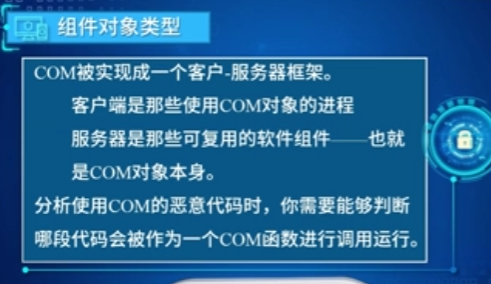 组件对象类型
COM被实现成一个客户-服务器框架。
客户端是那些使用COM对象的进程
服务器是那些可复用的软件组件——也就
是COM对象本身。
分析使用COM的恶意代码时，你需要能够判断
哪段代码会被作为一个COM函数进行调用运行。